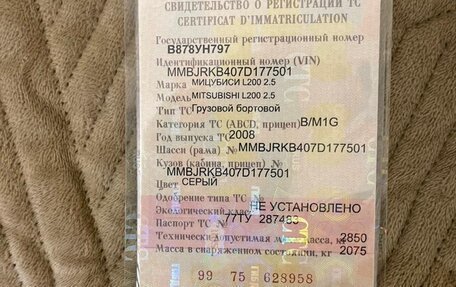 СВИДЕТЕЛЬСТВО О РЕГИСТРАЦИИ ТС
CERTIFICAT D'IMMATRICULATION
Государственный регистрационный номер
В878УН797
Идентификационный номер (VIN)
MMBJRKB407D177501
Марка МИЦУБИСИ L200 2.5
Модель MITSUBISHI L200 2.5
Тип ТС Грузовой бортовой
Категория ТС (ABCD, прицеп) B/M1G
Год выпуска ТС 2008
Шасси (рама) № MMBJRKB407D177501
Кузов (кабина, прицеп) №
MMBJRKB407D177501
Цвет СЕРЫЙ
Одобрение типа ТС №
Экологический класс НЕ УСТАНОВЛЕНО
Паспорт ТС 77ТУ 287483
Технически допустимая макс. масса, кг 2850
Масса в снаряженном состоянии, кг 2075
99 75 628958